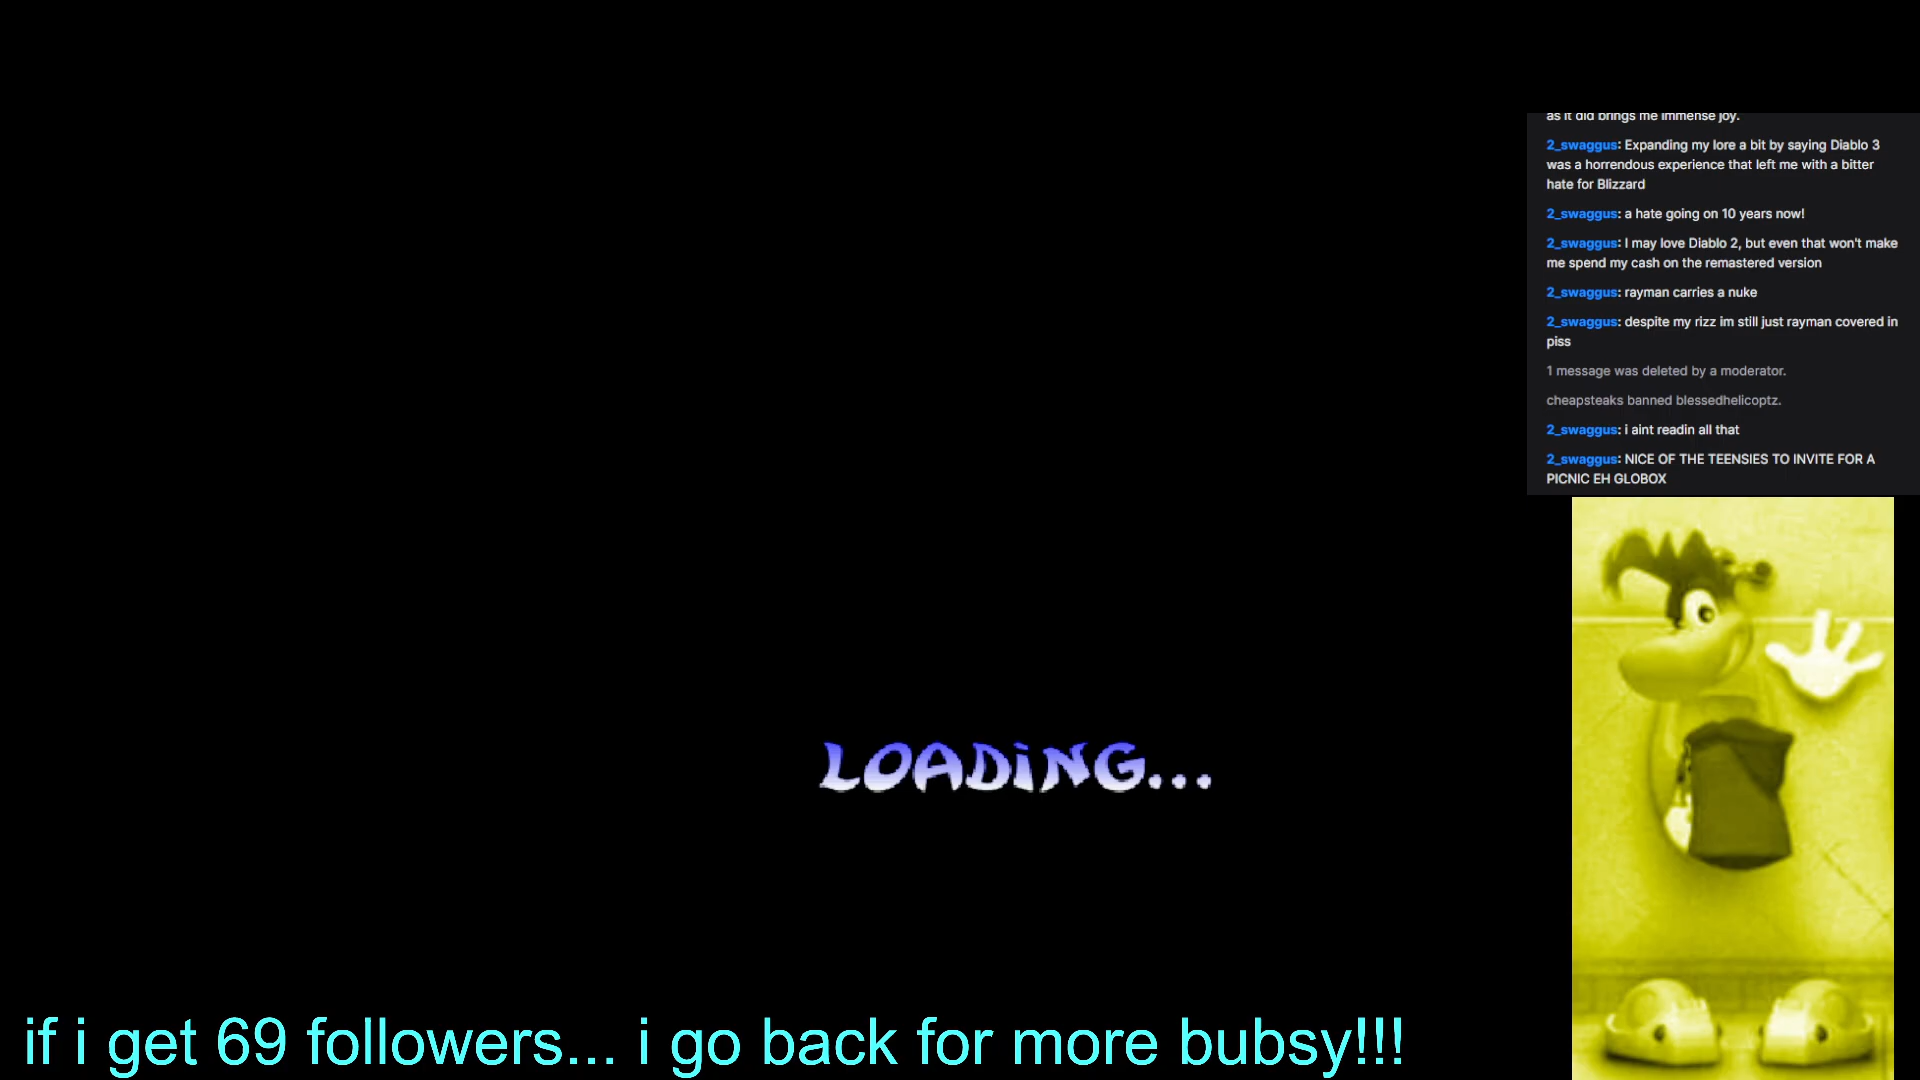 as it did brings me immense joy.
2_swaggus: Expanding my lore a bit by saying Diablo 3
was a horrendous experience that left me with a bitter
hate for Blizzard
2_swaggus: a hate going on 10 years now!
2_swaggus: I may love Diablo 2, but even that won't make
me spend my cash on the remastered version
2_swaggus: rayman carries a nuke
2_swaggus: despite my rizz im still just rayman covered in
piss
1 message was deleted by a moderator.
cheapsteaks banned blessedhelicoptz.
2_swaggus: i aint readin all that
2_swaggus: NICE OF THE TEENSIES TO INVITE FOR A
PICNIC EH GLOBOX
LOADiNG...
if i get 69 followers... i go back for more bubsy!!!